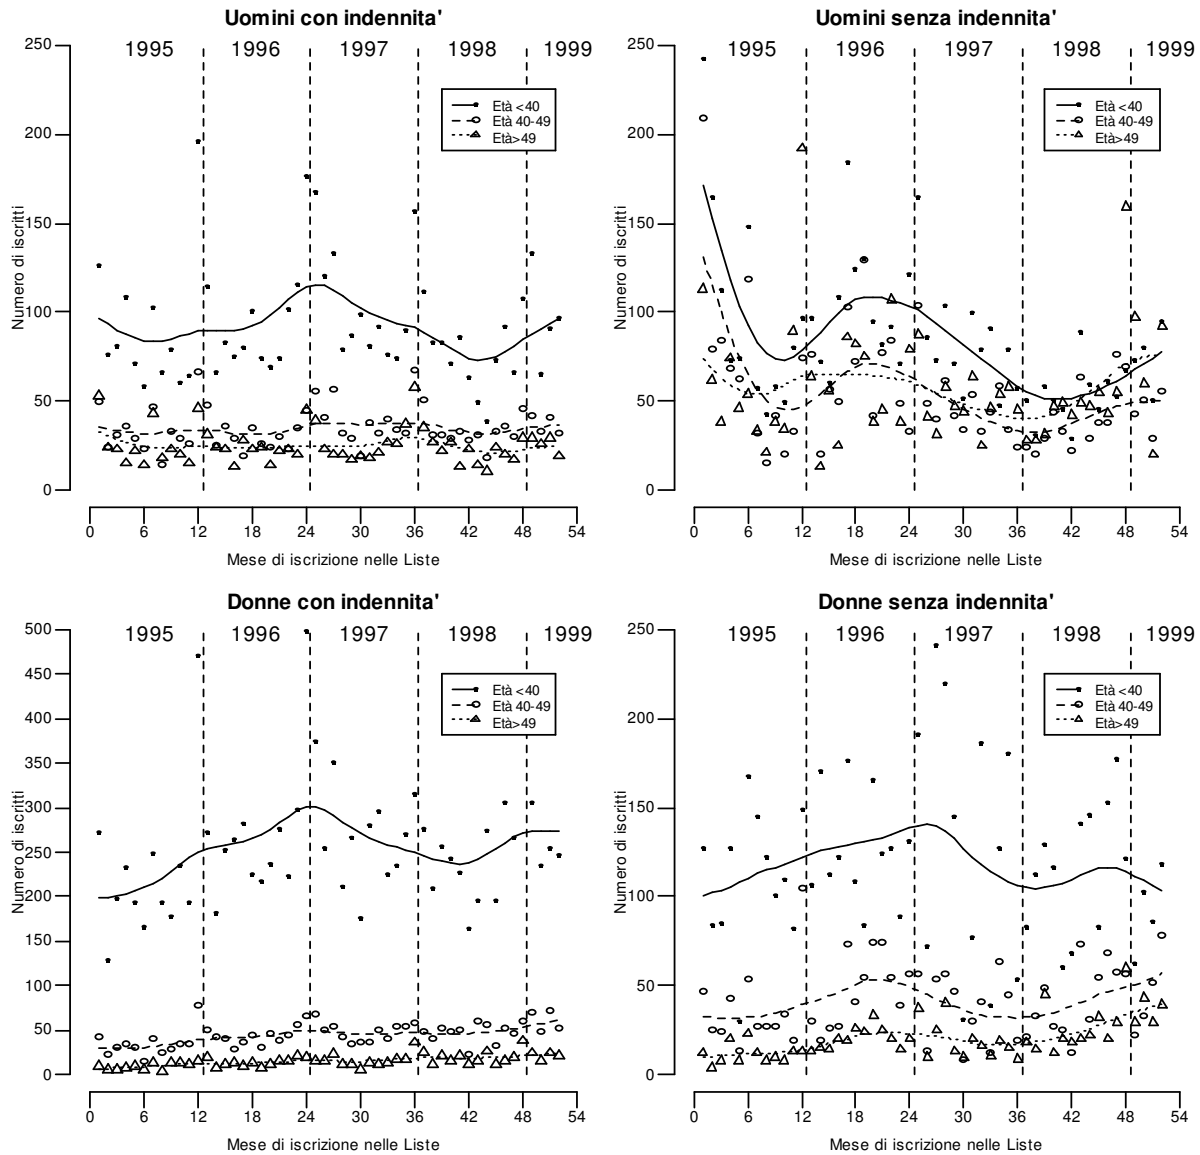 Uomini con indennita'
1995 1996 1997 1998 1999
Età <40
Età 40-49
Età>49
Numero di iscritti
250
200
150
100
50
0
0 6 12 18 24 30 36 42 48 54
Mese di iscrizione nelle Liste
Uomini senza indennita'
1995 1996 1997 1998 1999
Età <40
Età 40-49
Età>49
Numero di iscritti
250
200
150
100
50
0
0 6 12 18 24 30 36 42 48 54
Mese di iscrizione nelle Liste
Donne con indennita'
1995 1996 1997 1998 1999
Età <40
Età 40-49
Età>49
Numero di iscritti
500
450
400
350
300
250
200
150
100
50
0
0 6 12 18 24 30 36 42 48 54
Mese di iscrizione nelle Liste
Donne senza indennita'
1995 1996 1997 1998 1999
Età <40
Età 40-49
Età>49
Numero di iscritti
250
200
150
100
50
0
0 6 12 18 24 30 36 42 48 54
Mese di iscrizione nelle Liste